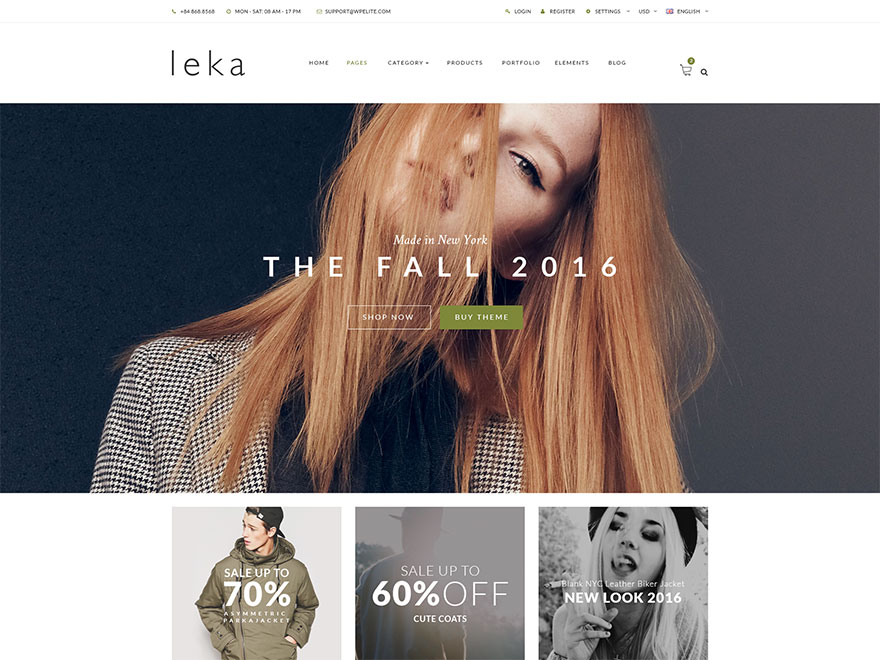 +84 868.8568 MON - SAT: 08 AM - 17 PM SUPPORT@WPELITE.COM LOGIN REGISTER SETTINGS USD ENGLISH
leka
HOME PAGES CATEGORY PRODUCTS PORTFOLIO ELEMENTS BLOG
2
Made in New York
THE FALL 2016
SHOP NOW BUY THEME
SALE UP TO
70%
ASYMMETRIC
PARKA JACKET
SALE UP TO
60%OFF
CUTE COATS
Blank NYC Leather Biker Jacket
NEW LOOK 2016